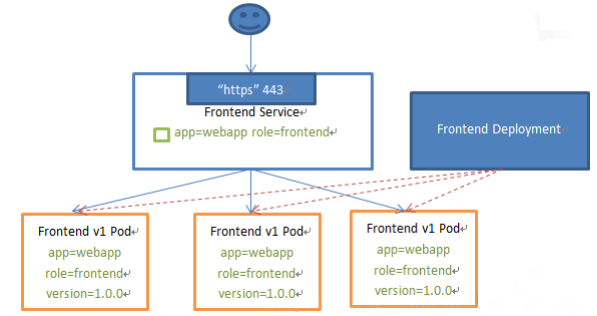 “https” 443
Frontend Service
app=webapp role=frontend
Frontend Deployment
Frontend v1 Pod
app=webapp
role=frontend
version=1.0.0
Frontend v1 Pod
app=webapp
role=frontend
version=1.0.0
Frontend v1 Pod
app=webapp
role=frontend
version=1.0.0